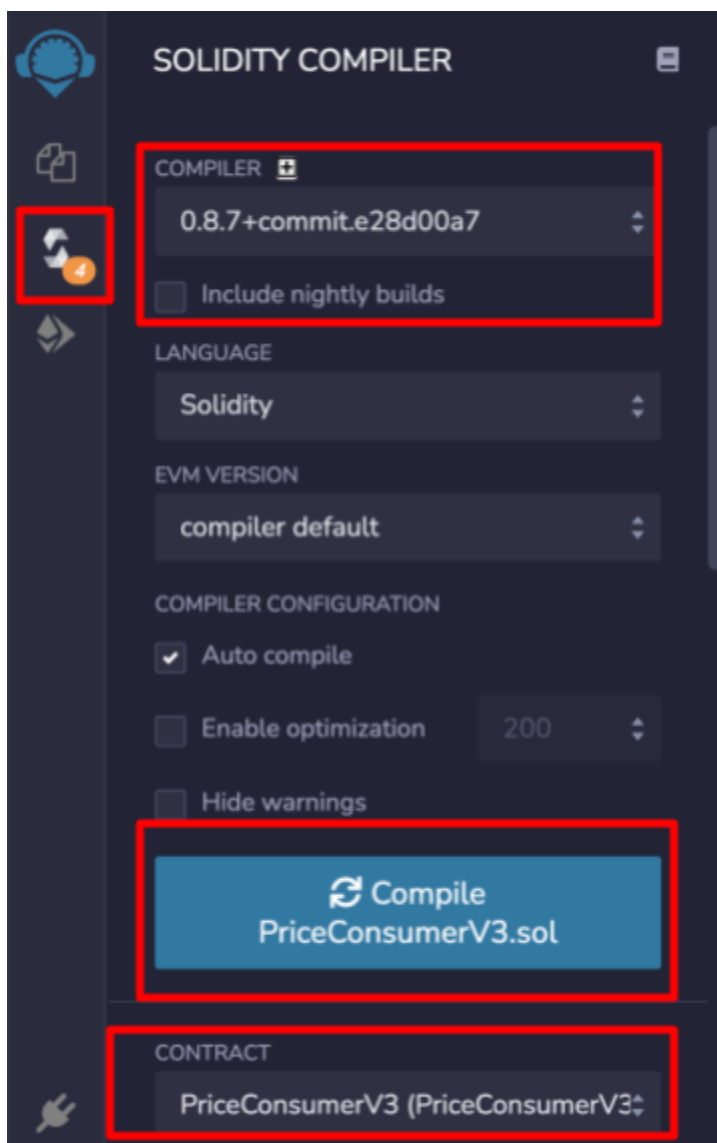 SOLIDITY COMPILER
COMPILER
0.8.7+commit.e28d00a7
4
Include nightly builds
LANGUAGE
Solidity
EVM VERSION
compiler default
COMPILER CONFIGURATION
Auto compile
Enable optimization 200
Hide warnings
Compile
PriceConsumerV3.sol
CONTRACT
PriceConsumerV3 (PriceConsumerV3